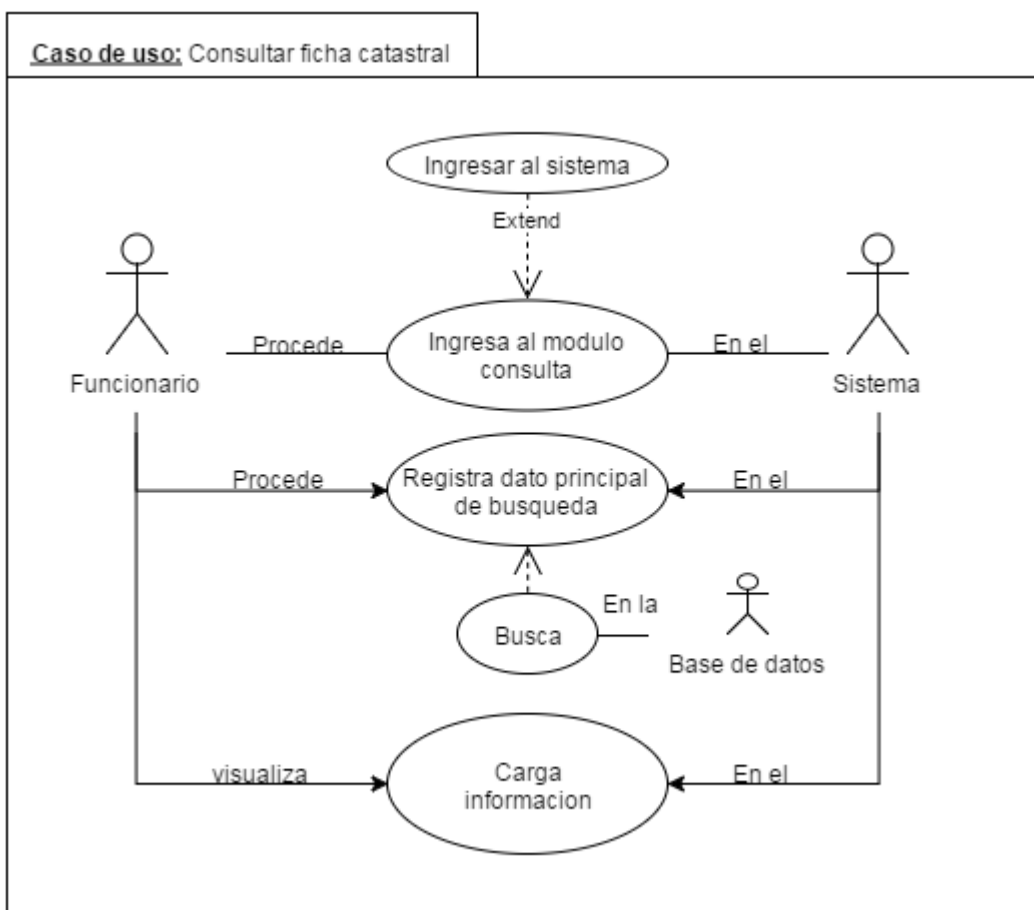 Caso de uso: Consultar ficha catastral
Ingresar al sistema
Extend
Procede
Ingresa al modulo
consulta
En el
Funcionario
Sistema
Procede
Registra dato principal
de busqueda
En el
Busca
En la
Base de datos
visualiza
Carga
informacion
En el